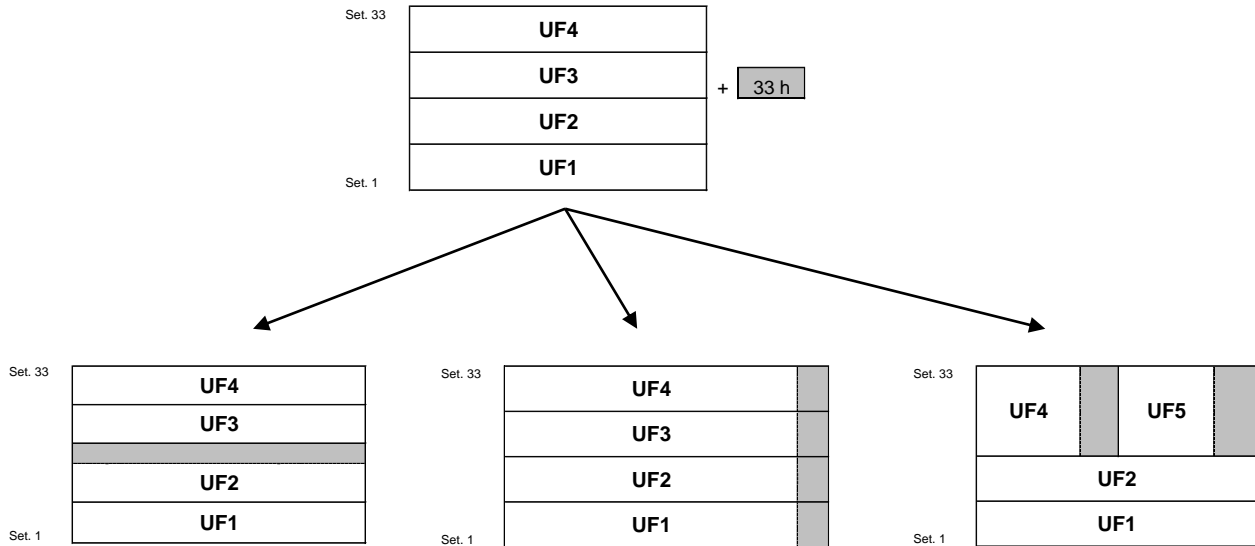 Set. 33
UF4
UF3
+ 33 h
UF2
UF1
Set. 1
Set. 33
UF4
UF3
UF2
UF1
Set. 1
Set. 33
UF4
UF3
UF2
UF1
Set. 1
Set. 33
UF4 UF5
UF2
UF1
Set. 1